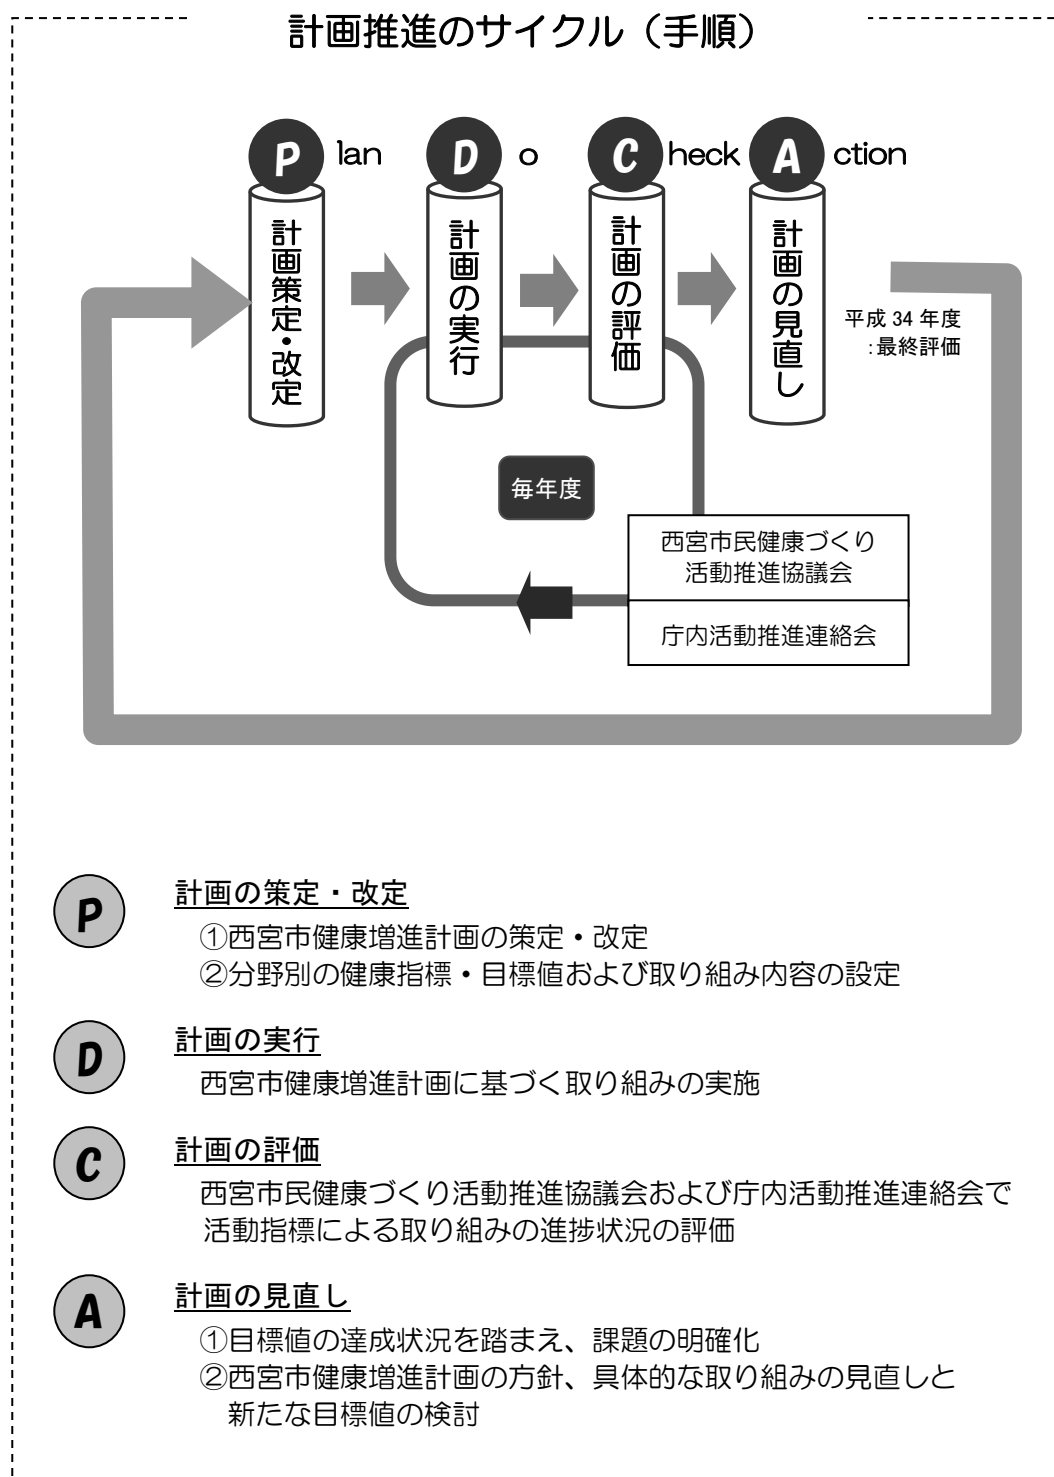 計画推進のサイクル（手順）
Plan
Do
Check
Action
計画策定・改定
計画の実行
計画の評価
計画の見直し
平成 34 年度
：最終評価
毎年度
西宮市民健康づくり
活動推進協議会
庁内活動推進連絡会
P
計画の策定・改定
①西宮市健康増進計画の策定・改定
②分野別の健康指標・目標値および取り組み内容の設定
D
計画の実行
西宮市健康増進計画に基づく取り組みの実施
C
計画の評価
西宮市民健康づくり活動推進協議会および庁内活動推進連絡会で
活動指標による取り組みの進捗状況の評価
A
計画の見直し
①目標値の達成状況を踏まえ、課題の明確化
②西宮市健康増進計画の方針、具体的な取り組みの見直しと
新たな目標値の検討